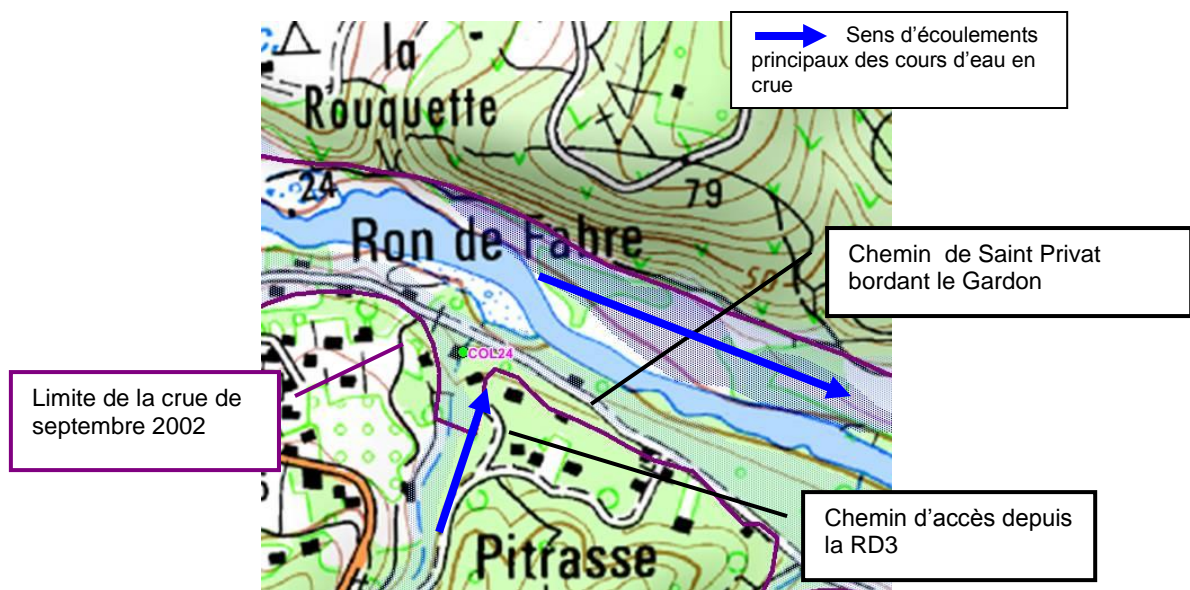 Sens d'écoulements
principaux des cours d'eau en
crue
la
Rouquette
24
79
Ron de Fabre
50
Chemin de Saint Privat
bordant le Gardon
COL24
Limite de la crue de
septembre 2002
Chemin d'accès depuis
la RD3
Pitrasse